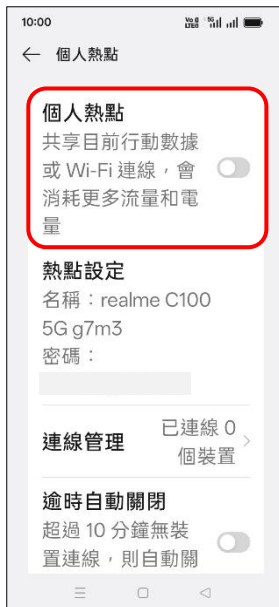 10:00
Vo 9 LTE 5G
個人熱點
個人熱點
共享目前行動數據
或 Wi-Fi 連線，會
消耗更多流量和電
量
熱點設定
名稱：realme C100
5G g7m3
密碼：
連線管理
已連線 0
個裝置
逾時自動關閉
超過 10 分鐘無裝
置連線，則自動關